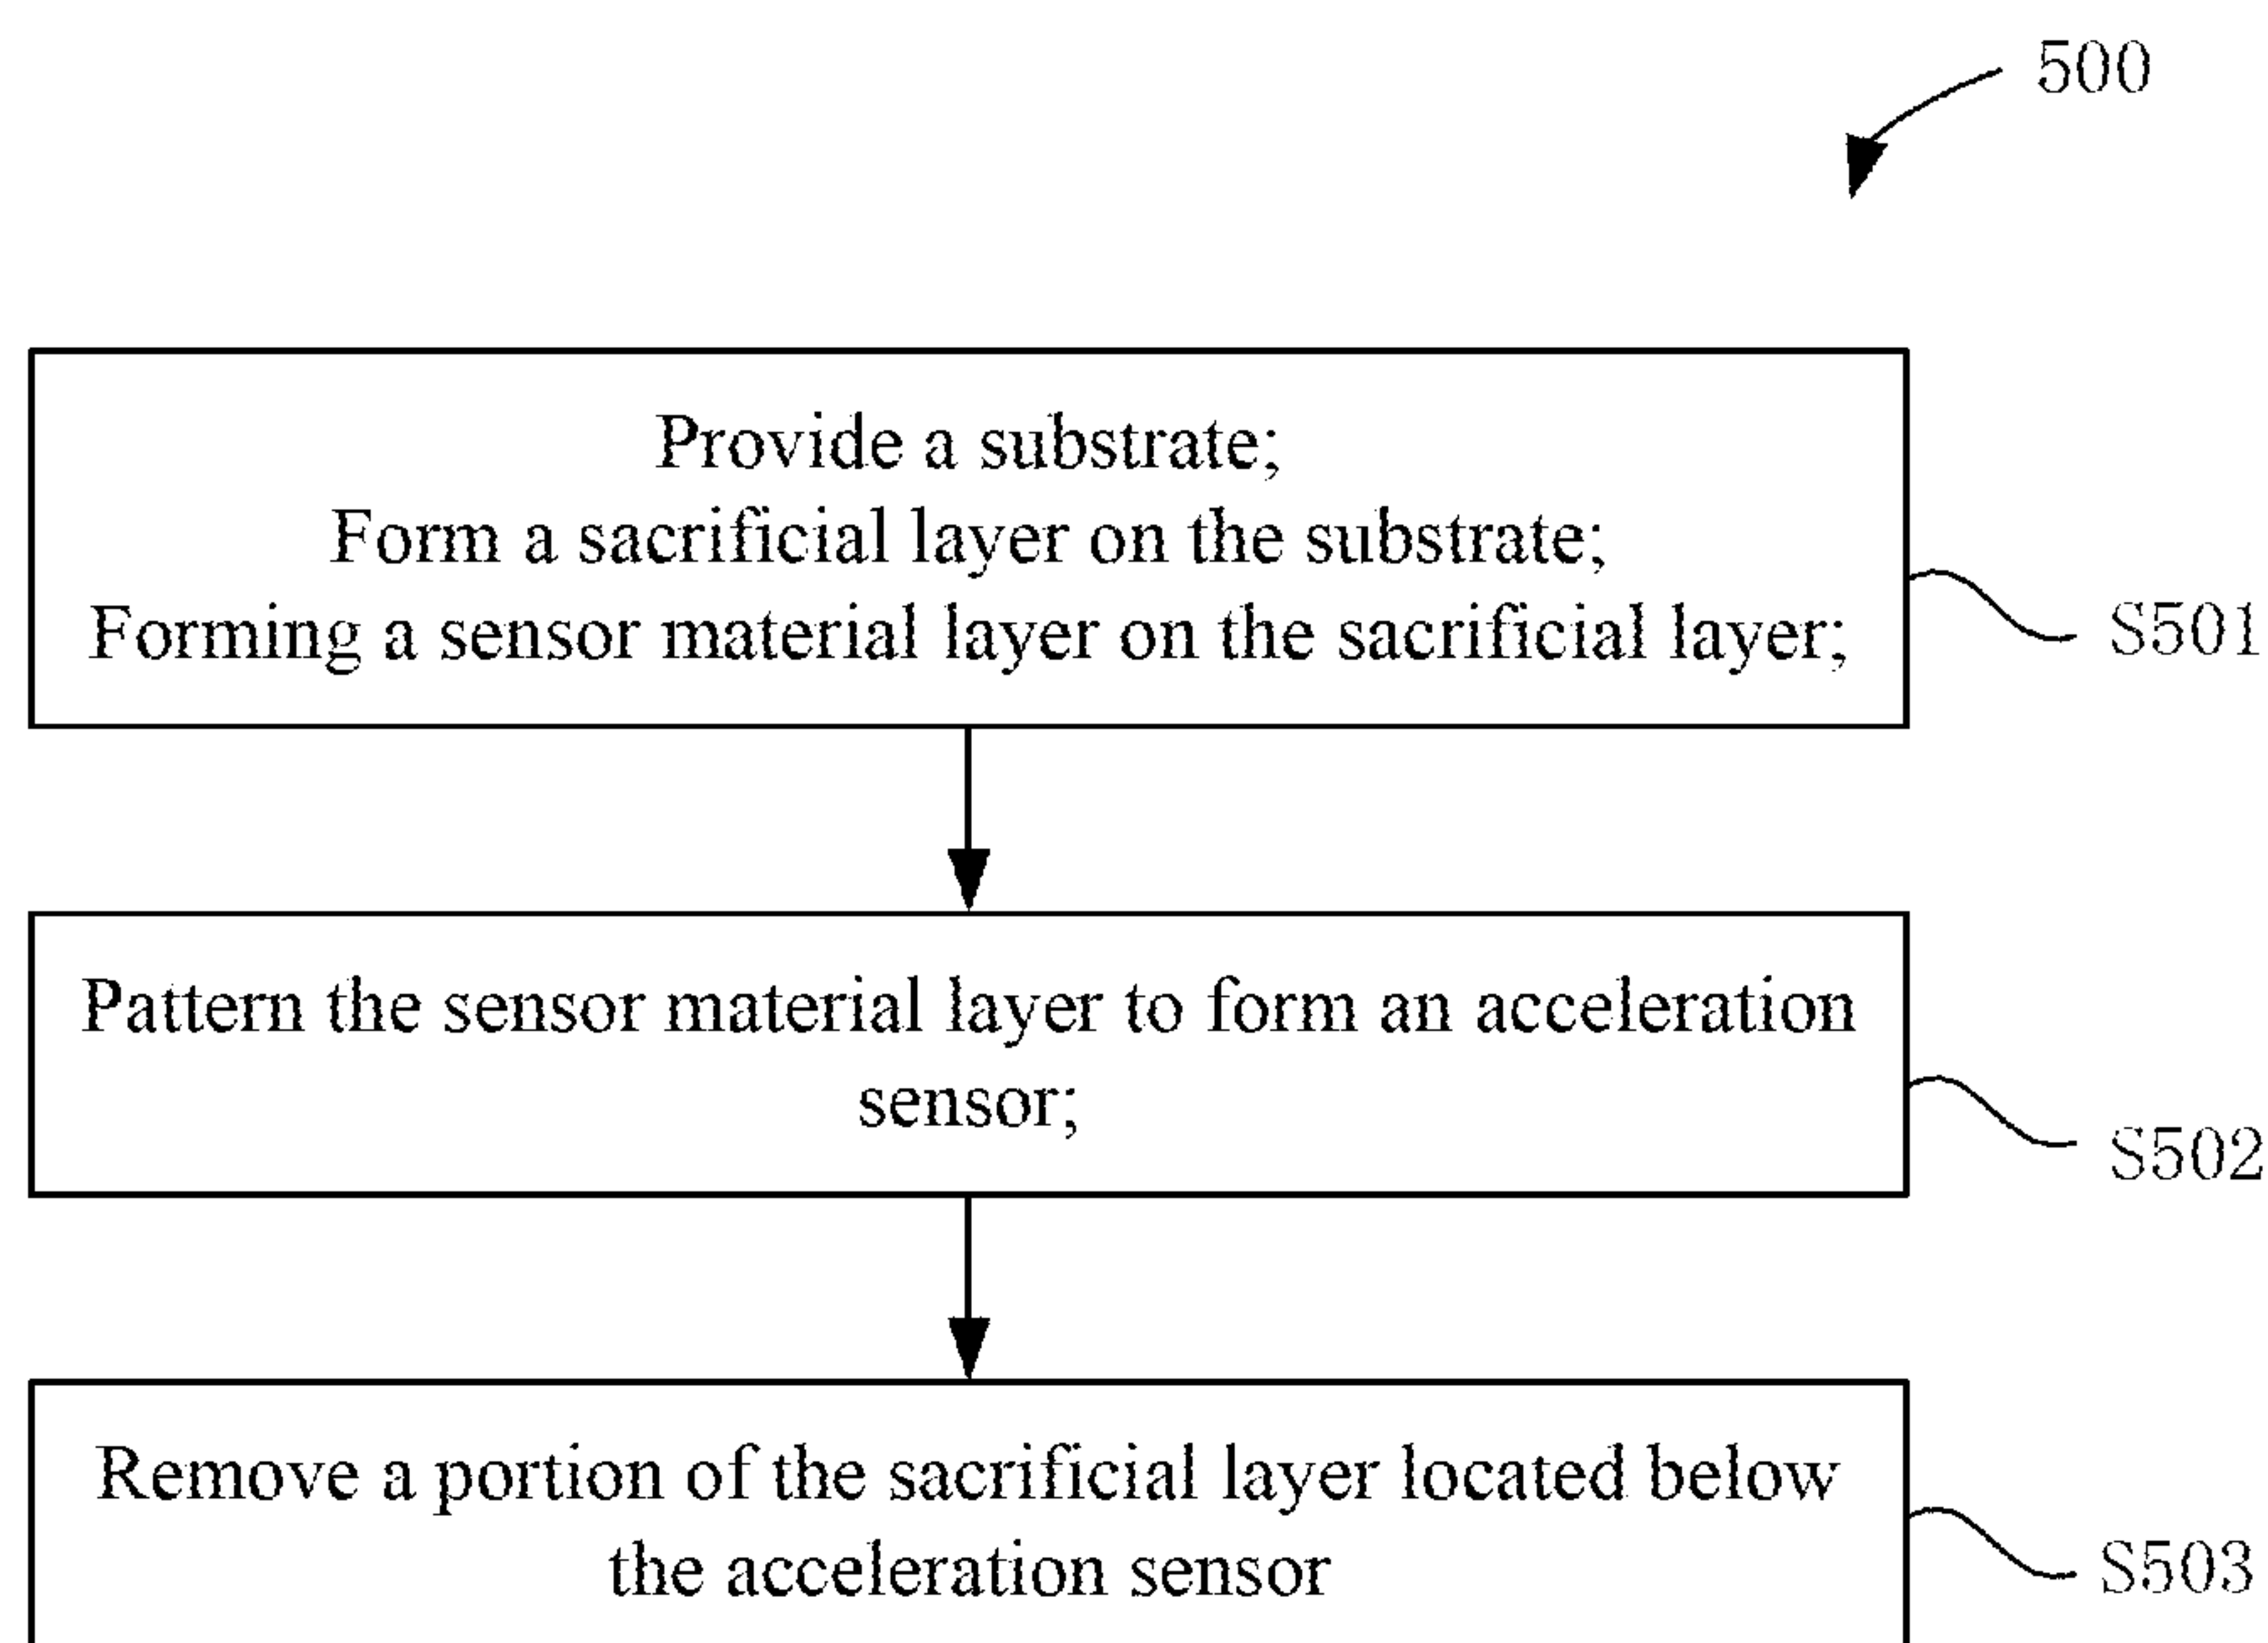 500
Provide a substrate;
Form a sacrificial layer on the substrate;
Forming a sensor material layer on the sacrificial layer;
S501
Pattern the sensor material layer to form an acceleration
sensor;
S502
Remove a portion of the sacrificial layer located below
the acceleration sensor
S503